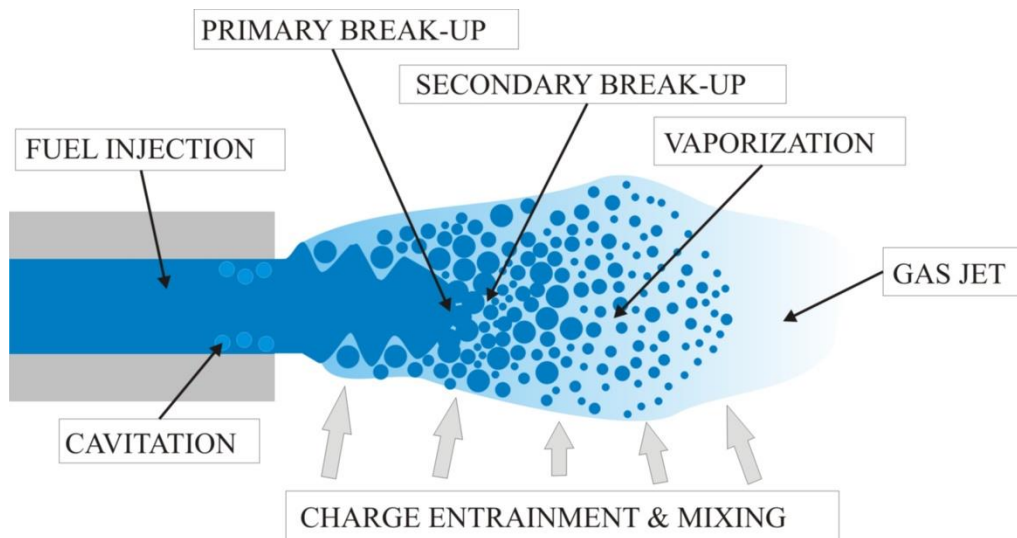 PRIMARY BREAK-UP
SECONDARY BREAK-UP
FUEL INJECTION
VAPORIZATION
GAS JET
CAVITATION
CHARGE ENTRAINMENT & MIXING